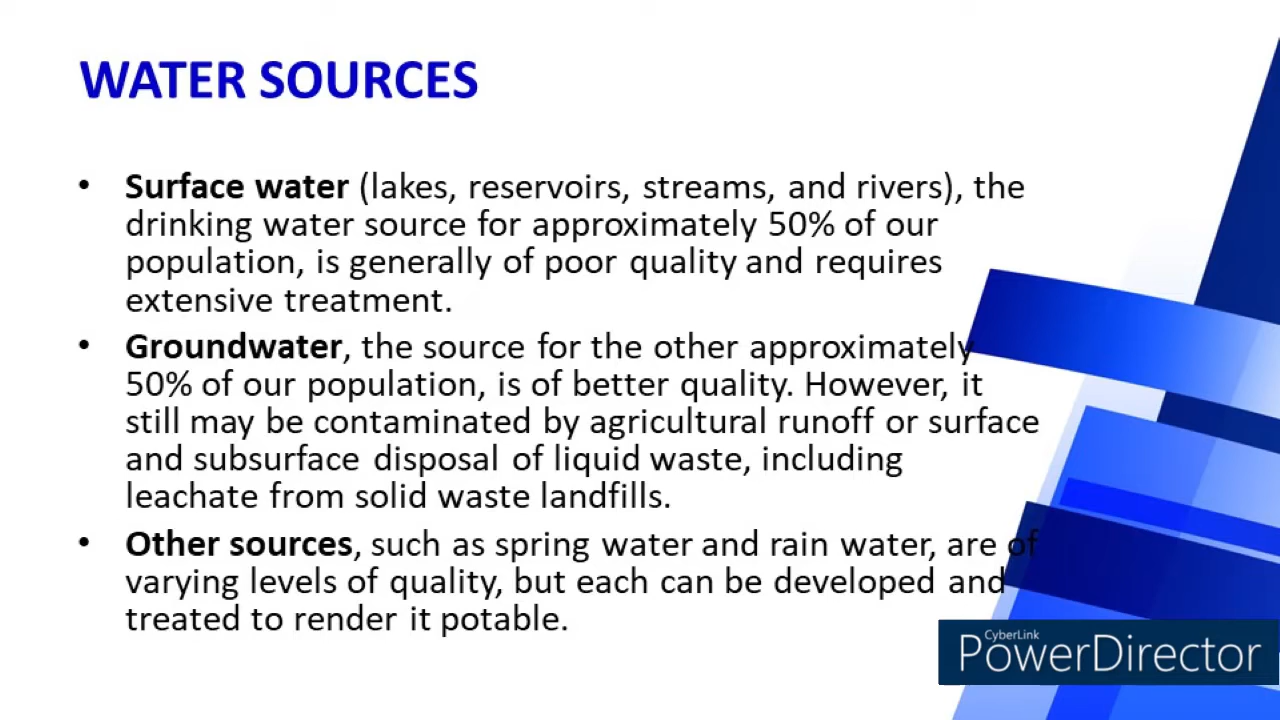 WATER SOURCES
• Surface water (lakes, reservoirs, streams, and rivers), the
drinking water source for approximately 50% of our
population, is generally of poor quality and requires
extensive treatment.
• Groundwater, the source for the other approximately
50% of our population, is of better quality. However, it
still may be contaminated by agricultural runoff or surface
and subsurface disposal of liquid waste, including
leachate from solid waste landfills.
• Other sources, such as spring water and rain water, are of
varying levels of quality, but each can be developed and
treated to render it potable.
CyberLink
PowerDirector